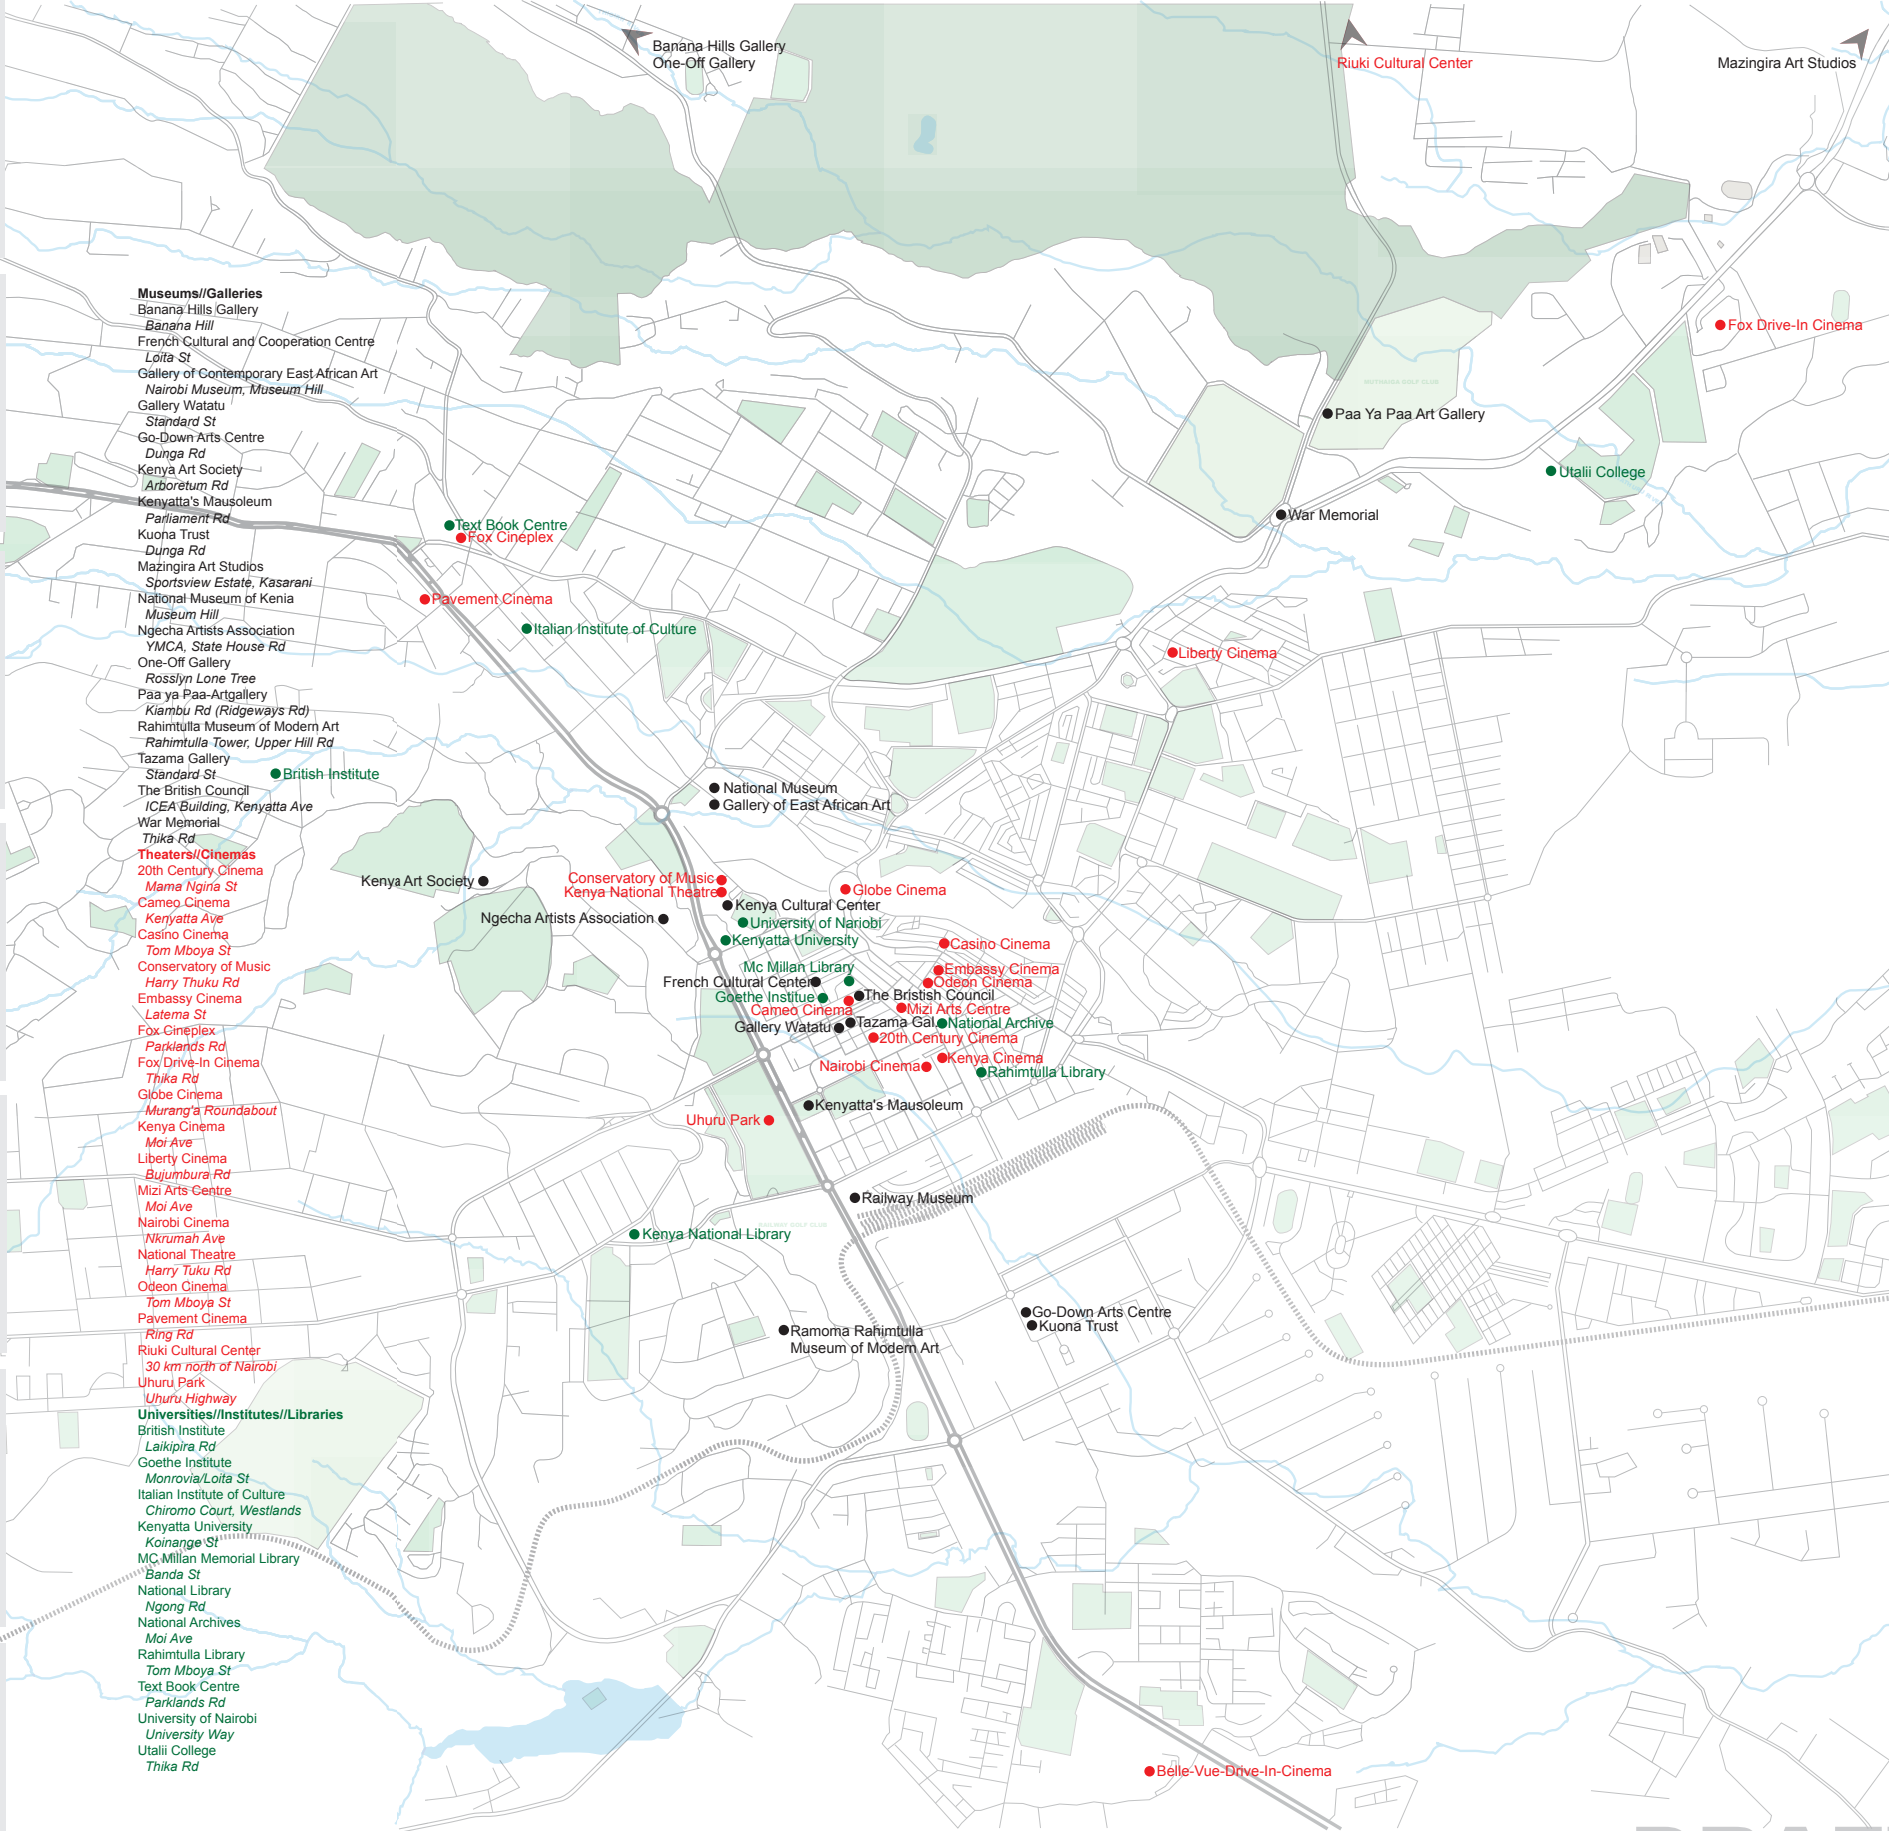 Banana Hills Gallery
One-Off Gallery
Riuki Cultural Center
Mazingira Art Studios
Museums//Galleries
Banana Hills Gallery
Banana Hill
French Cultural and Cooperation Centre
Loita St
Gallery of Contemporary East African Art
Nairobi Museum, Museum Hill
Gallery Watatu
Standard St
Go-Down Arts Centre
Dunga Rd
Kenya Art Society
Arboretum Rd
Kenyatta's Mausoleum
Parliament Rd
Kuona Trust
Dunga Rd
Mazingira Art Studios
Sportsview Estate, Kasarani
National Museum of Kenia
Museum Hill
Ngecha Artists Association
YMCA, State House Rd
One-Off Gallery
Rosslyn Lone Tree
Paa ya Paa-Artgallery
Kiambu Rd (Ridgeways Rd)
Rahimtulla Museum of Modern Art
Rahimtulla Tower, Upper Hill Rd
Tazama Gallery
Standard St
The British Council
ICEA Building, Kenyatta Ave
War Memorial
Thika Rd
Theaters//Cinemas
20th Century Cinema
Mama Ngina St
Cameo Cinema
Kenyatta Ave
Casino Cinema
Tom Mboya St
Conservatory of Music
Harry Thuku Rd
Embassy Cinema
Latema St
Fox Cineplex
Parklands Rd
Fox Drive-In Cinema
Thika Rd
Globe Cinema
Murang'a Roundabout
Kenya Cinema
Moi Ave
Liberty Cinema
Bujumbura Rd
Mizi Arts Centre
Moi Ave
Nairobi Cinema
Nkrumah Ave
National Theatre
Harry Tuku Rd
Odeon Cinema
Tom Mboya St
Pavement Cinema
Ring Rd
Riuki Cultural Center
30 km north of Nairobi
Uhuru Park
Uhuru Highway
Universities//Institutes//Libraries
British Institute
Laikipira Rd
Goethe Institute
Monrovia/Loita St
Italian Institute of Culture
Chiromo Court, Westlands
Kenyatta University
Koinange St
MC Millan Memorial Library
Banda St
National Library
Ngong Rd
National Archives
Moi Ave
Rahimtulla Library
Tom Mboya St
Text Book Centre
Parklands Rd
University of Nairobi
University Way
Utalii College
Thika Rd
Fox Drive-In Cinema
MUTHAIGA GOLF CLUB
Paa Ya Paa Art Gallery
Utalii College
War Memorial
Text Book Centre
Fox Cineplex
Pavement Cinema
Italian Institute of Culture
Liberty Cinema
British Institute
National Museum
Gallery of East African Art
Kenya Art Society
Conservatory of Music
Kenya National Theatre
Globe Cinema
Kenya Cultural Center
Ngecha Artists Association
University of Nariobi
Kenyatta University
Casino Cinema
Mc Millan Library
Embassy Cinema
French Cultural Center
Odeon Cinema
Goethe Institue
The Bristish Council
Cameo Cinema
Mizi Arts Centre
Gallery Watatu
Tazama Gal.
National Archive
20th Century Cinema
Kenya Cinema
Nairobi Cinema
Rahimtulla Library
Kenyatta's Mausoleum
Uhuru Park
Railway Museum
RAILWAY GOLF CLUB
Kenya National Library
Go-Down Arts Centre
Kuona Trust
Ramoma Rahimtulla
Museum of Modern Art
Belle-Vue-Drive-In-Cinema